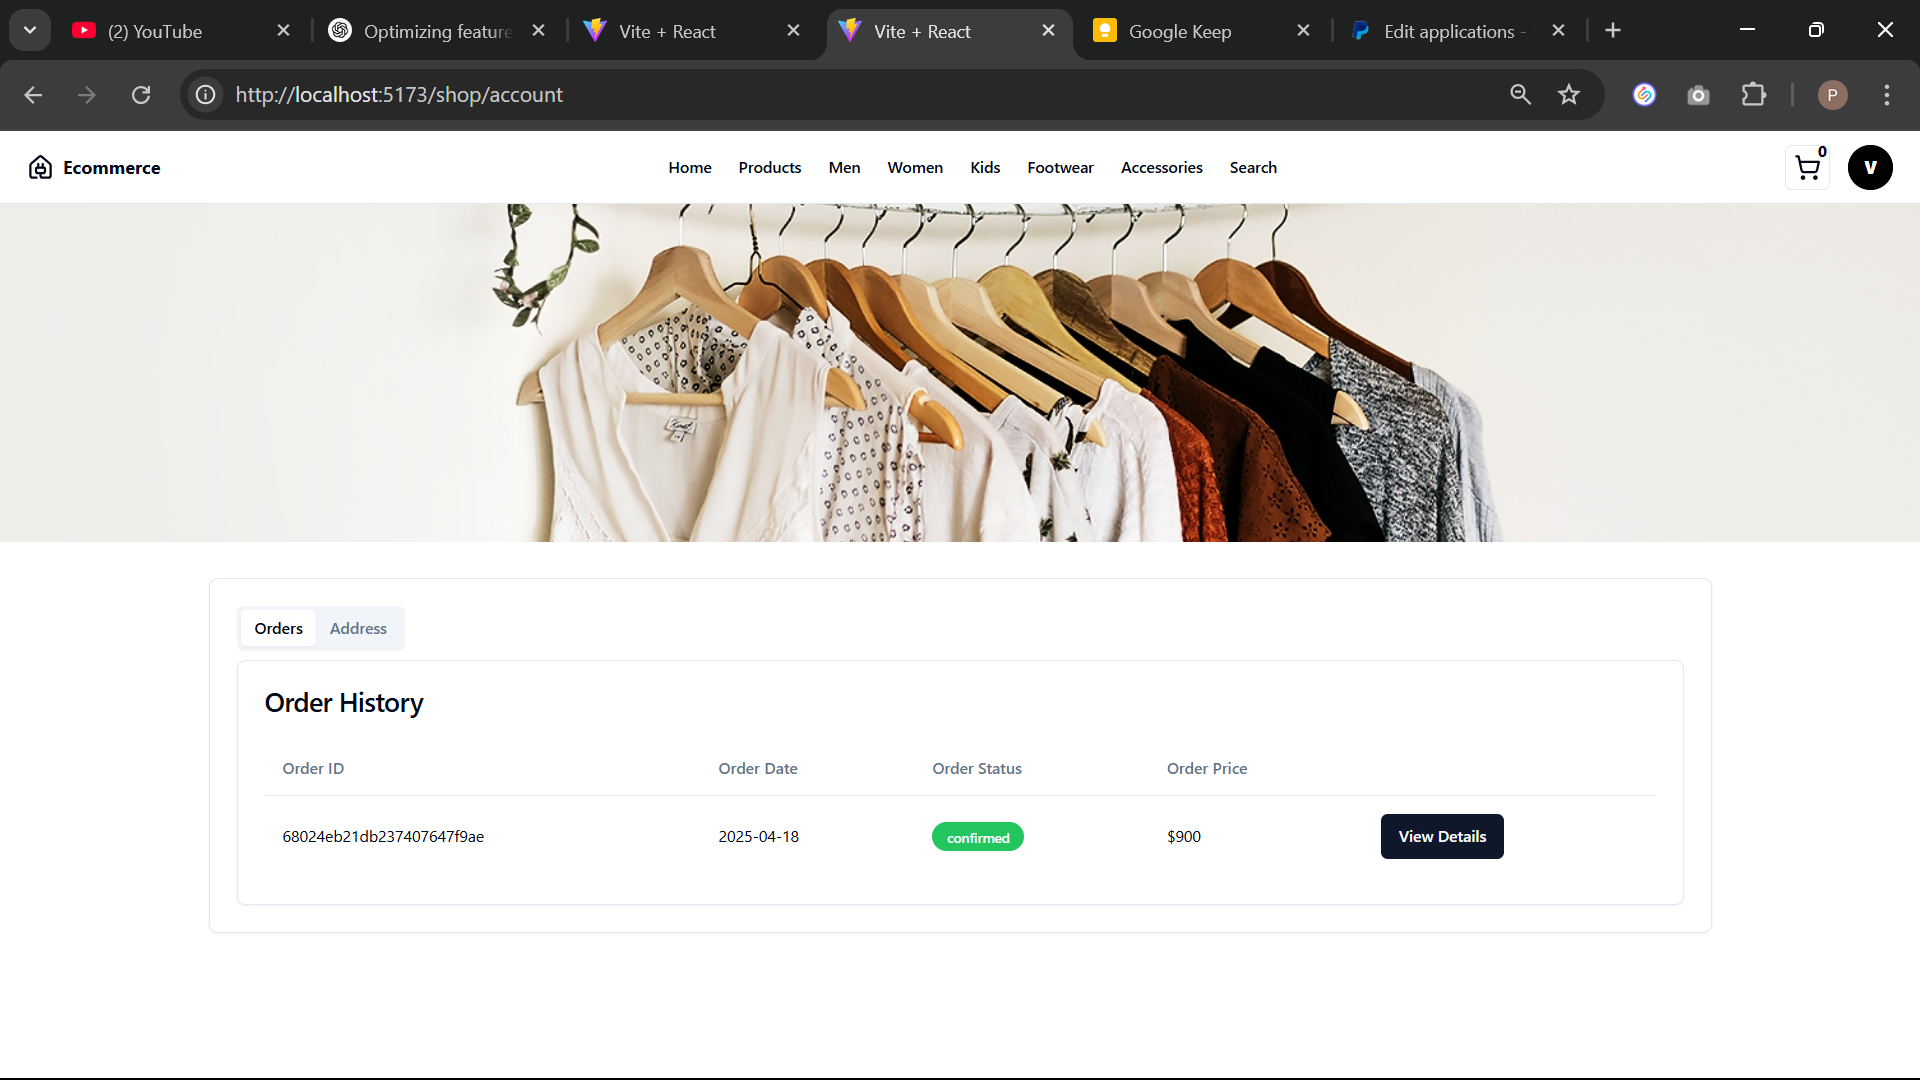 (2) YouTube
Optimizing feature
Vite + React
Vite + React
Google Keep
Edit applications -
http://localhost:5173/shop/account
P
Ecommerce
Home
Products
Men
Women
Kids
Footwear
Accessories
Search
0
V
Orders
Address
Order History
Order ID
Order Date
Order Status
Order Price
68024eb21db237407647f9ae
2025-04-18
confirmed
$900
View Details